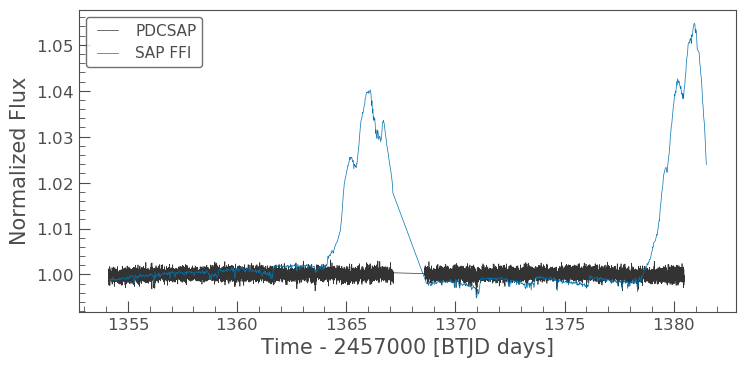 PDCSAP
SAP FFI
Normalized Flux
1.05
1.04
1.03
1.02
1.01
1.00
1355 1360 1365 1370 1375 1380
Time - 2457000 [BTJD days]